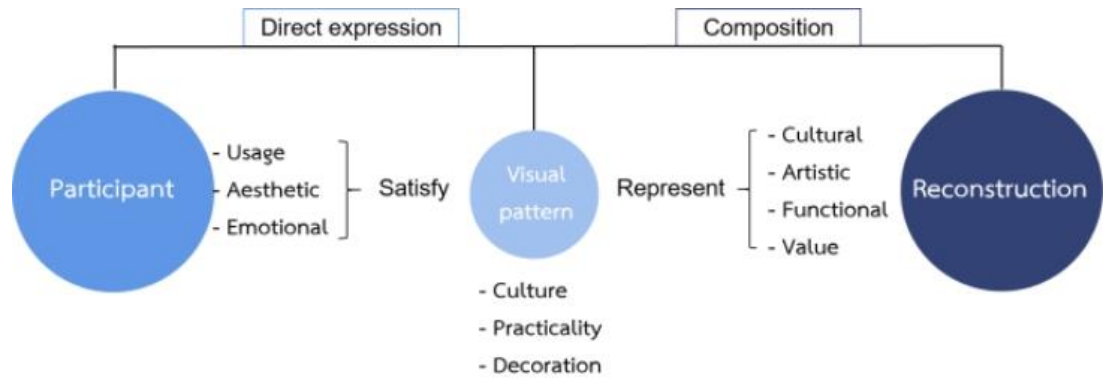 Direct expression
Composition
Participant
- Usage
- Aesthetic
- Emotional
Satisfy
Visual
pattern
- Culture
- Practicality
- Decoration
Represent
- Cultural
- Artistic
- Functional
- Value
Reconstruction